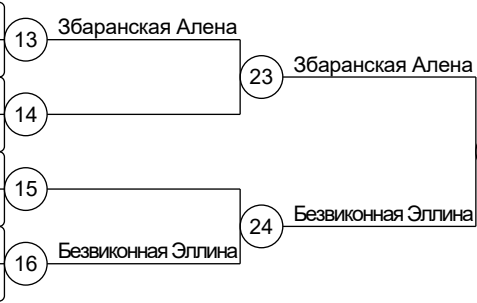 13 Збаранская Алена
23 Збаранская Алена
14
15
24 Безвиконная Эллина
16 Безвиконная Эллина